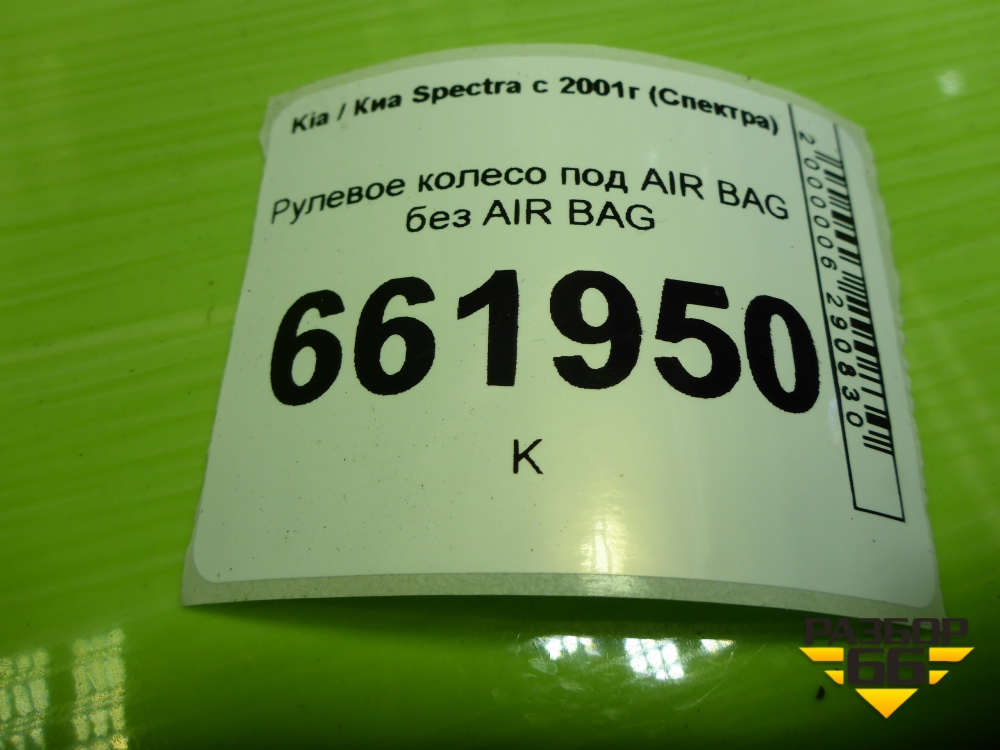 Kia / Киа Spectra с 2001г (Спектра)
Рулевое колесо под AIR BAG
без AIR BAG
661950
К
2000006290830
РАЗБОР
66